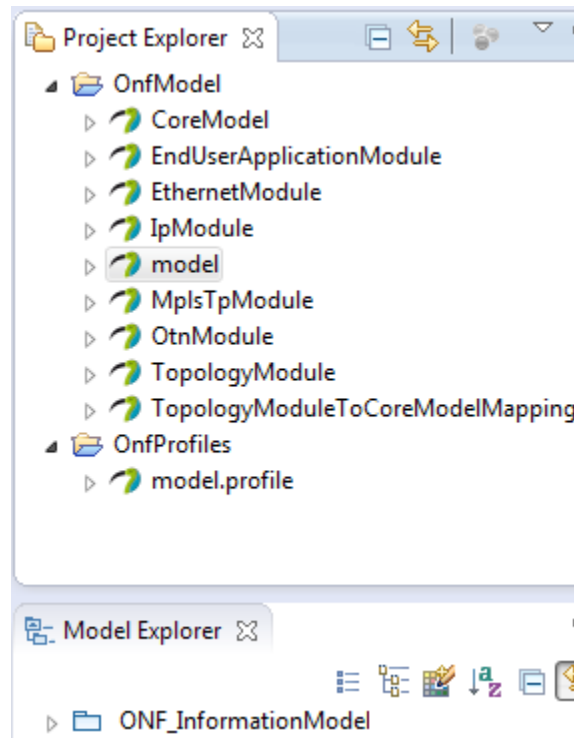 Project Explorer
OnfModel
CoreModel
EndUserApplicationModule
EthernetModule
IpModule
model
MplsTpModule
OtnModule
TopologyModule
TopologyModuleToCoreModelMapping
OnfProfiles
model.profile
Model Explorer
a z
ONF_InformationModel